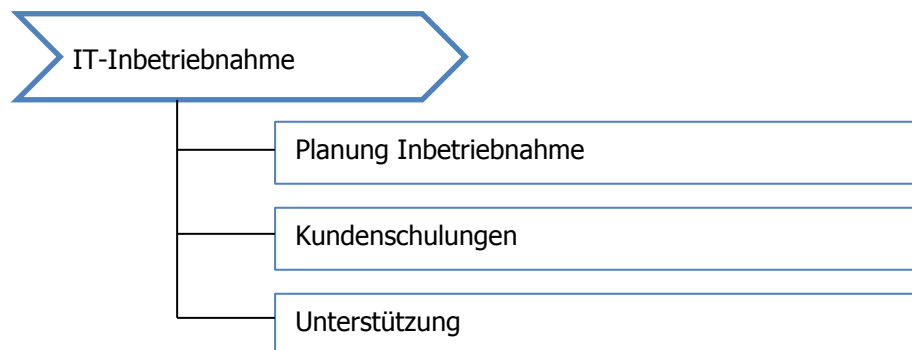 IT-Inbetriebnahme
Planung Inbetriebnahme
Kundenschulungen
Unterstützung